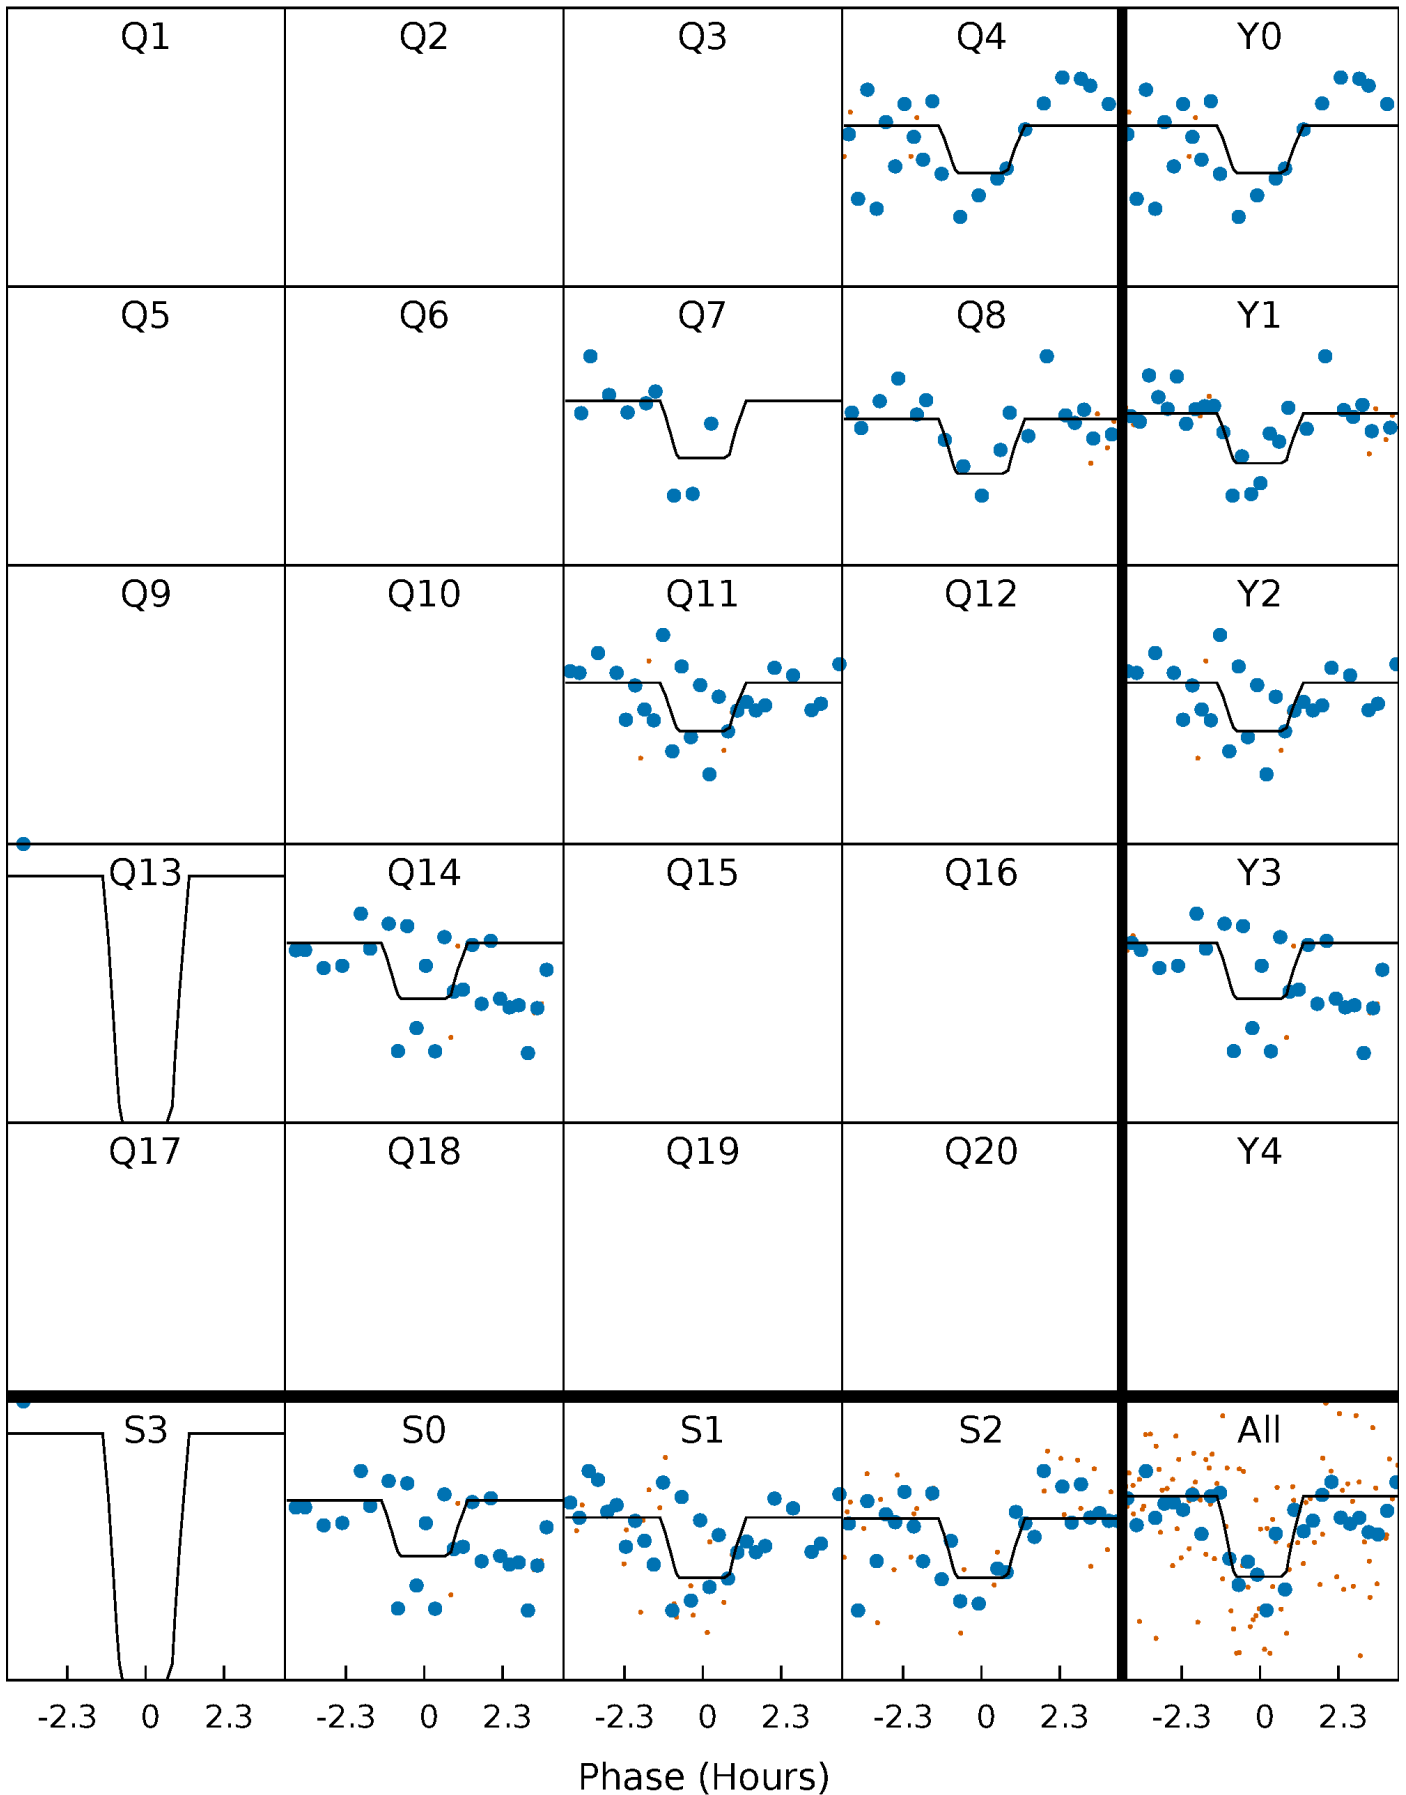 Q1 Q2 Q3 Q4 Y0
Q5 Q6 Q7 Q8 Y1
Q9 Q10 Q11 Q12 Y2
Q13 Q14 Q15 Q16 Y3
Q17 Q18 Q19 Q20 Y4
S3 S0 S1 S2 All
-2.3 0 2.3 -2.3 0 2.3 -2.3 0 2.3 -2.3 0 2.3 -2.3 0 2.3
Phase (Hours)